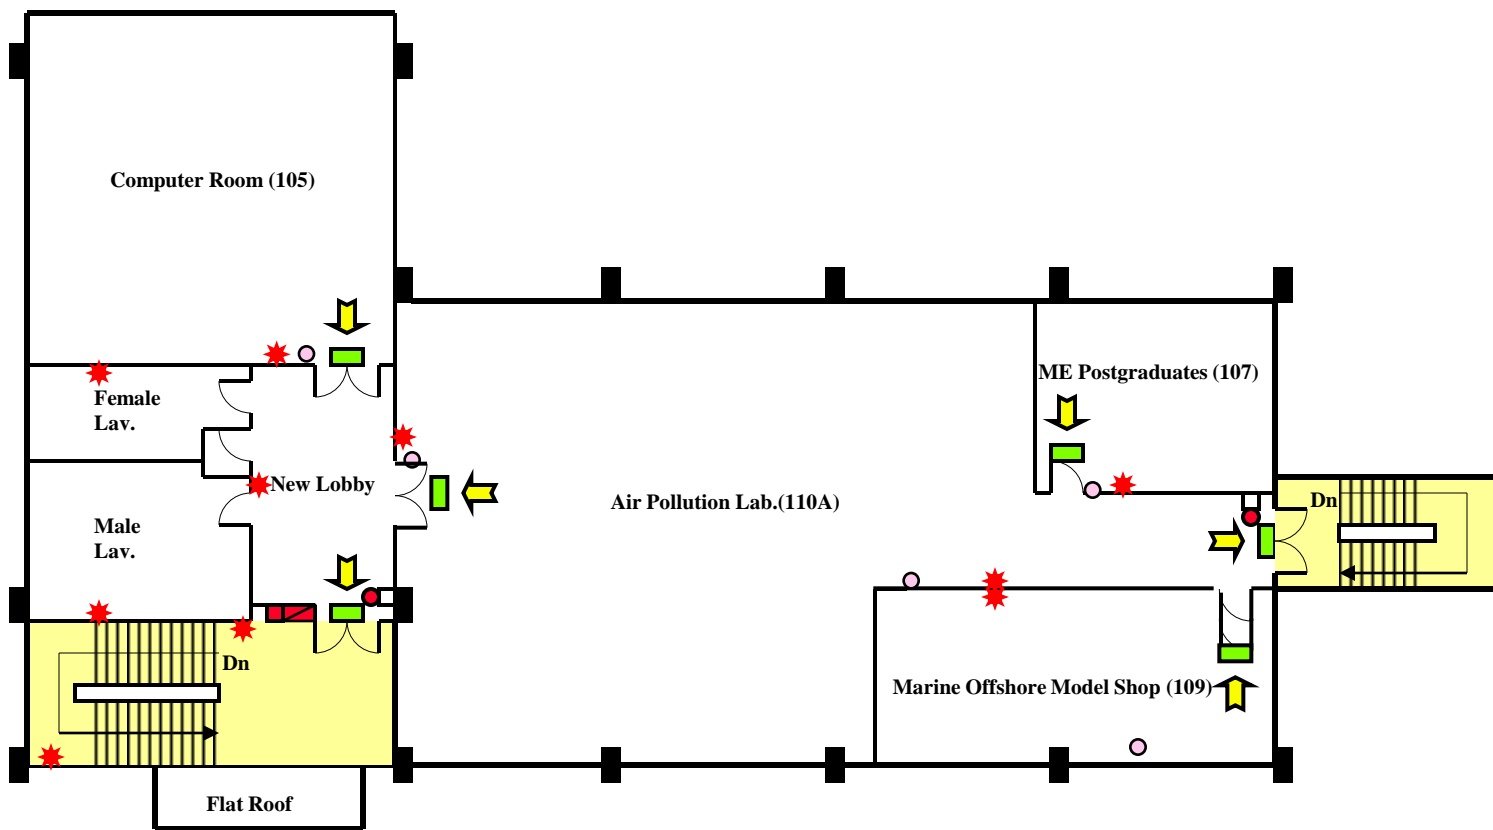 Computer Room (105)
ME Postgraduates (107)
Female
Lav.
New Lobby
Air Pollution Lab.(110A)
Dn
Male
Lav.
Dn
Marine Offshore Model Shop (109)
Flat Roof